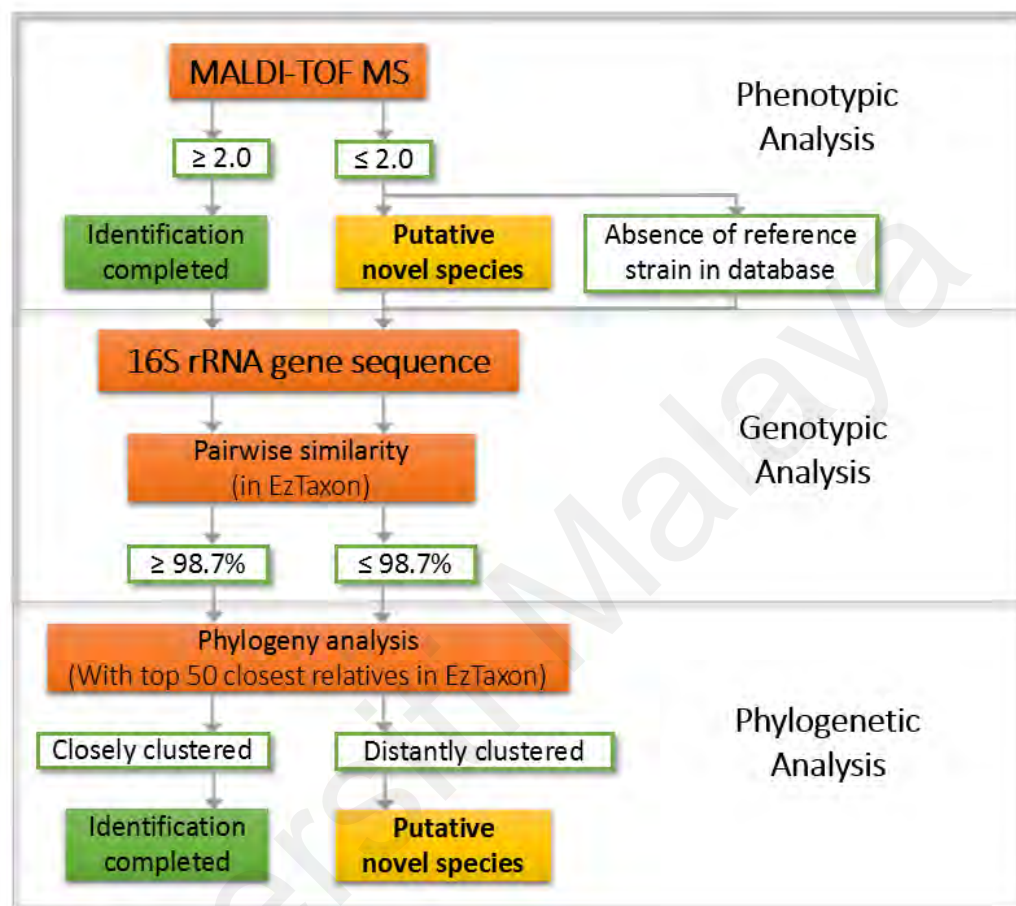 MALDI-TOF MS
Phenotypic
Analysis
≥ 2.0
≤ 2.0
Identification
completed
Putative
novel species
Absence of reference
strain in database
16S rRNA gene sequence
Genotypic
Analysis
Pairwise similarity
(in EzTaxon)
≥ 98.7%
≤ 98.7%
Phylogeny analysis
(With top 50 closest relatives in EzTaxon)
Phylogenetic
Analysis
Closely clustered
Distantly clustered
Identification
completed
Putative
novel species
ersiti Malaya